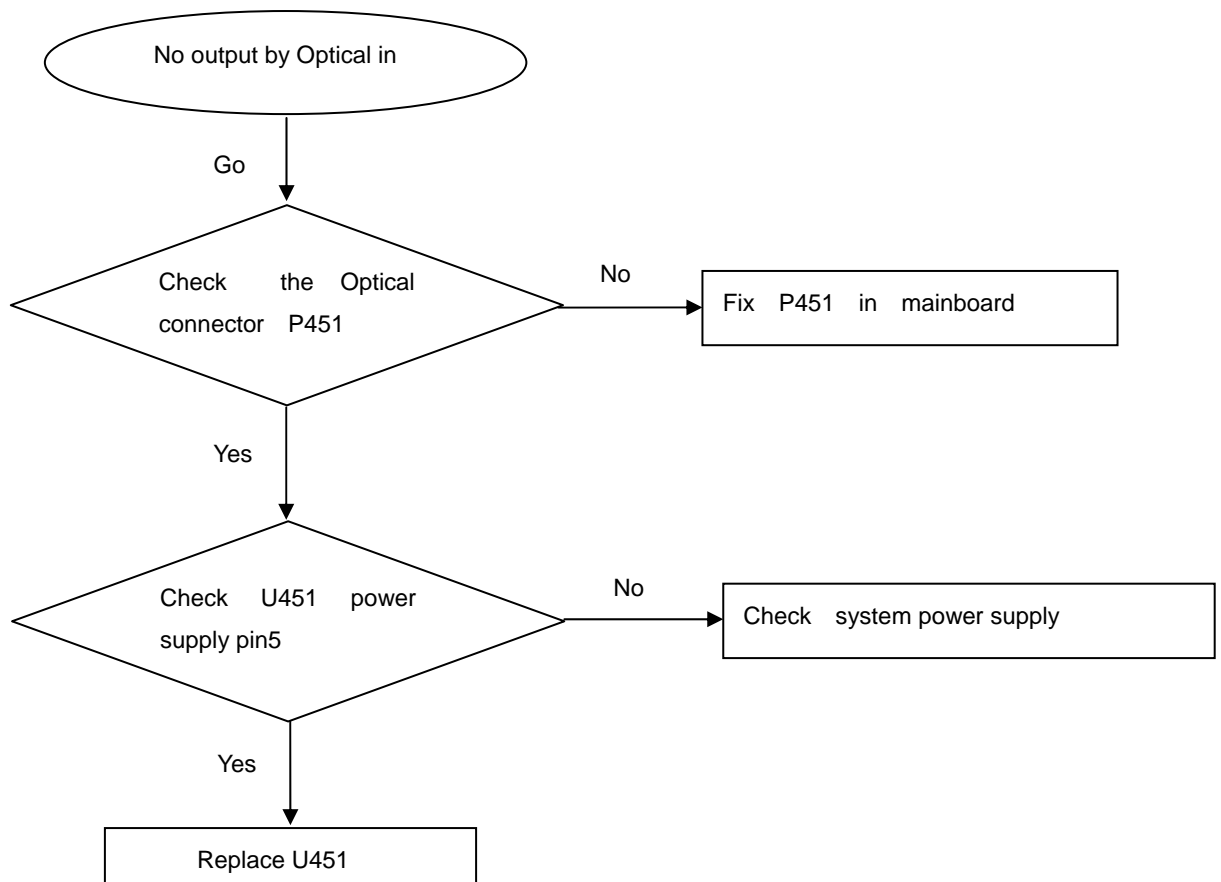 No output by Optical in
Go
Check the Optical
connector P451
No
Fix P451 in mainboard
Yes
Check U451 power
supply pin5
No
Check system power supply
Yes
Replace U451